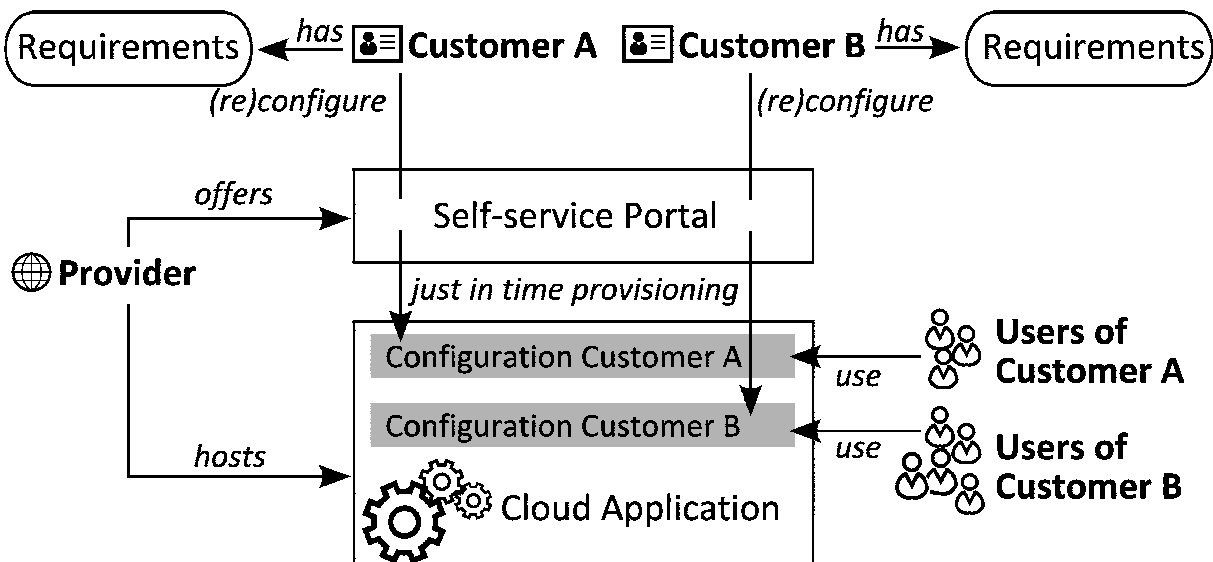 Requirements
has
Customer A
Customer B
has
Requirements
(re)configure
(re)configure
offers
Self-service Portal
Provider
just in time provisioning
Configuration Customer A
use
Users of
Customer A
Configuration Customer B
use
Users of
Customer B
hosts
Cloud Application